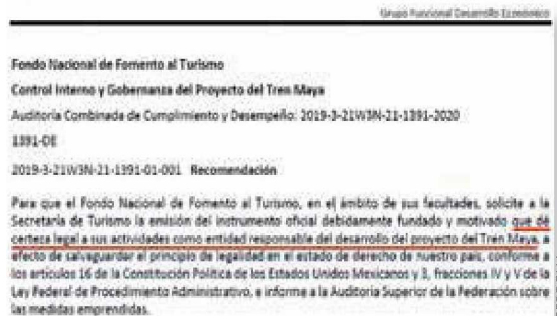 Grupo Funcional Desarrollo Económico
Fondo Nacional de Fomento al Turismo
Control Interno y Gobernanza del Proyecto del Tren Maya
Auditoría Combinada de Cumplimiento y Desempeño: 2019-3-21W3N-21-1391-2020
1391-DE
2019-3-21W3N-21-1391-01-001 Recomendación
Para que el Fondo Nacional de Fomento al Turismo, en el ámbito de sus facultades, solicite a la
Secretaría de Turismo la emisión del instrumento oficial debidamente fundado y motivado que dé
certeza legal a sus actividades como entidad responsable del desarrollo del proyecto del Tren Maya, a
efecto de salvaguardar el principio de legalidad en el estado de derecho de nuestro país, conforme a
los artículos 16 de la Constitución Política de los Estados Unidos Mexicanos y 3, fracciones IV y V de la
Ley Federal de Procedimiento Administrativo, e informe a la Auditoría Superior de la Federación sobre
las medidas emprendidas.